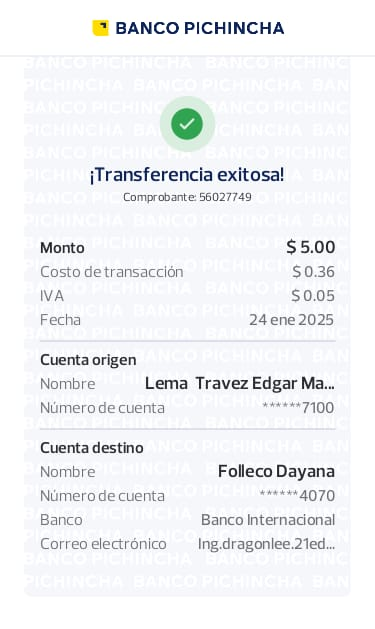 BANCO PICHINCHA
¡Transferencia exitosa!
Comprobante: 56027749
Monto $ 5.00
Costo de transacción $ 0.36
IVA $ 0.05
Fecha 24 ene 2025
Cuenta origen
Nombre Lema Travez Edgar Ma...
Número de cuenta ******7100
Cuenta destino
Nombre Folleco Dayana
Número de cuenta ******4070
Banco Banco Internacional
Correo electrónico Ing.dragonlee.21ed...